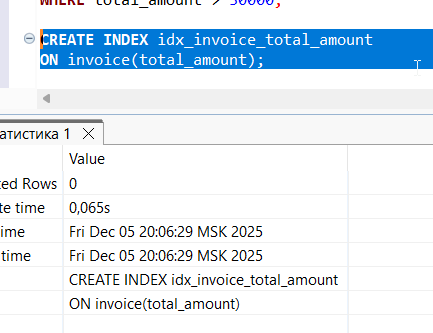 WHERE total_amount > 50000;
CREATE INDEX idx_invoice_total_amount
ON invoice(total_amount);
атистика 1
Value
ted Rows 0
te time 0,065s
ime Fri Dec 05 20:06:29 MSK 2025
time Fri Dec 05 20:06:29 MSK 2025
CREATE INDEX idx_invoice_total_amount
ON invoice(total_amount)